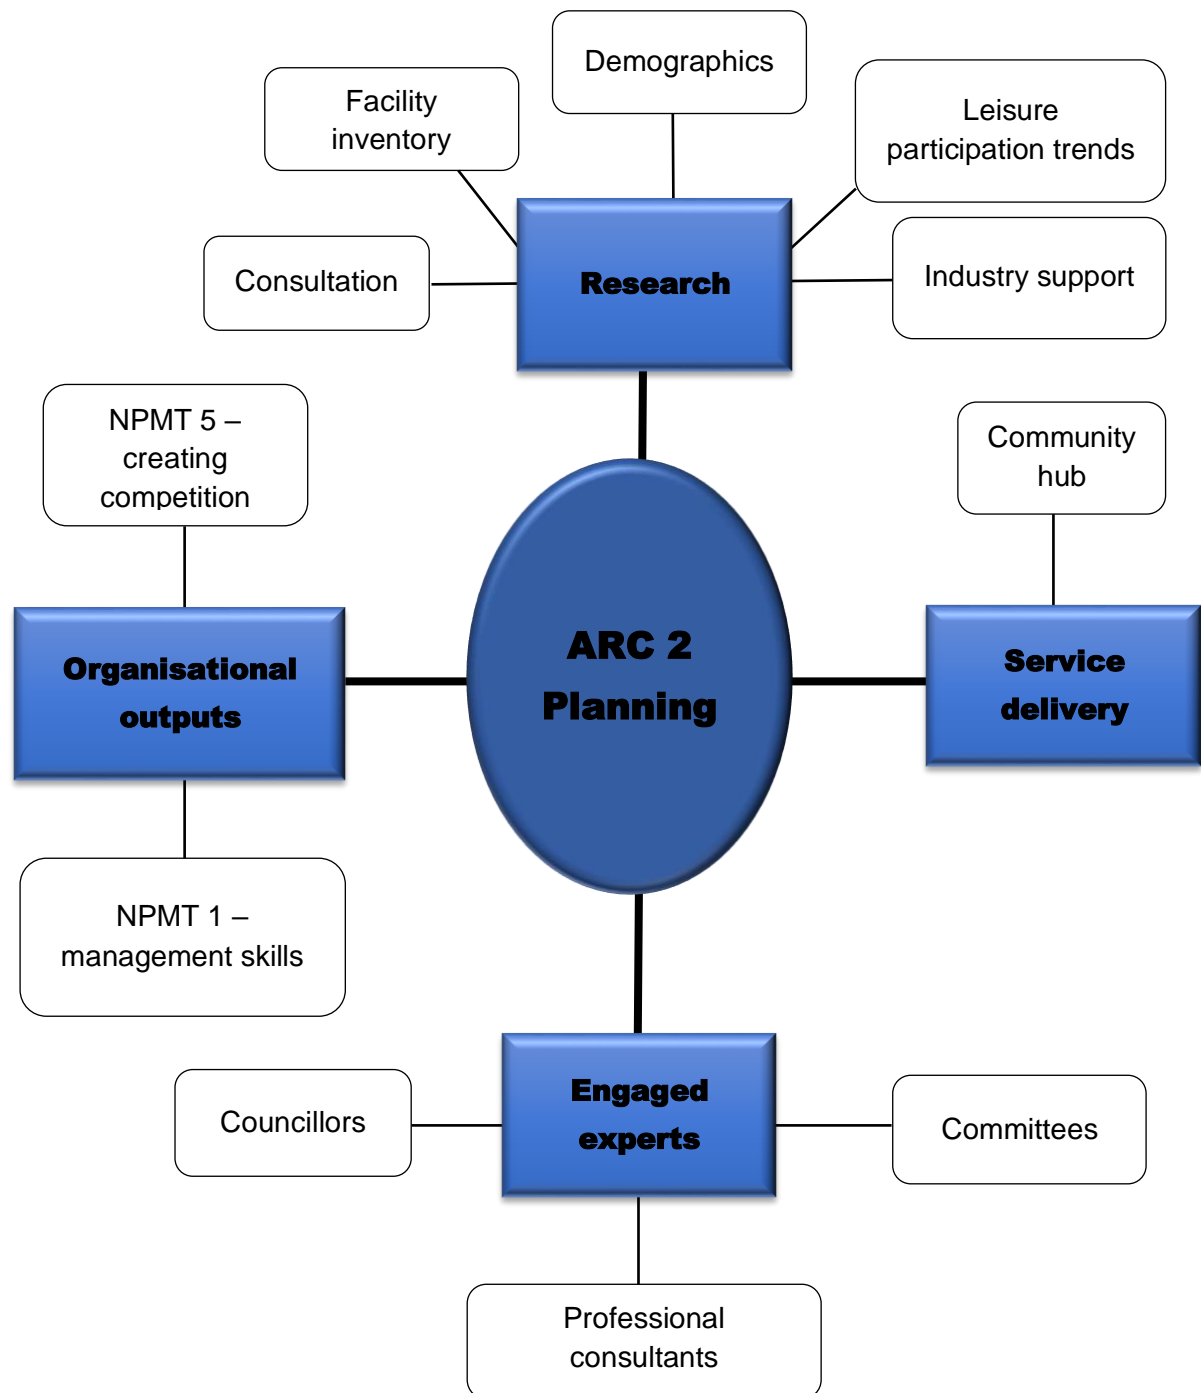 Demographics
Facility
inventory
Leisure
participation trends
Consultation
Research
Industry support
NPMT 5 –
creating
competition
Community
hub
ARC 2
Planning
Organisational
outputs
Service
delivery
NPMT 1 –
management skills
Councillors
Engaged
experts
Committees
Professional
consultants